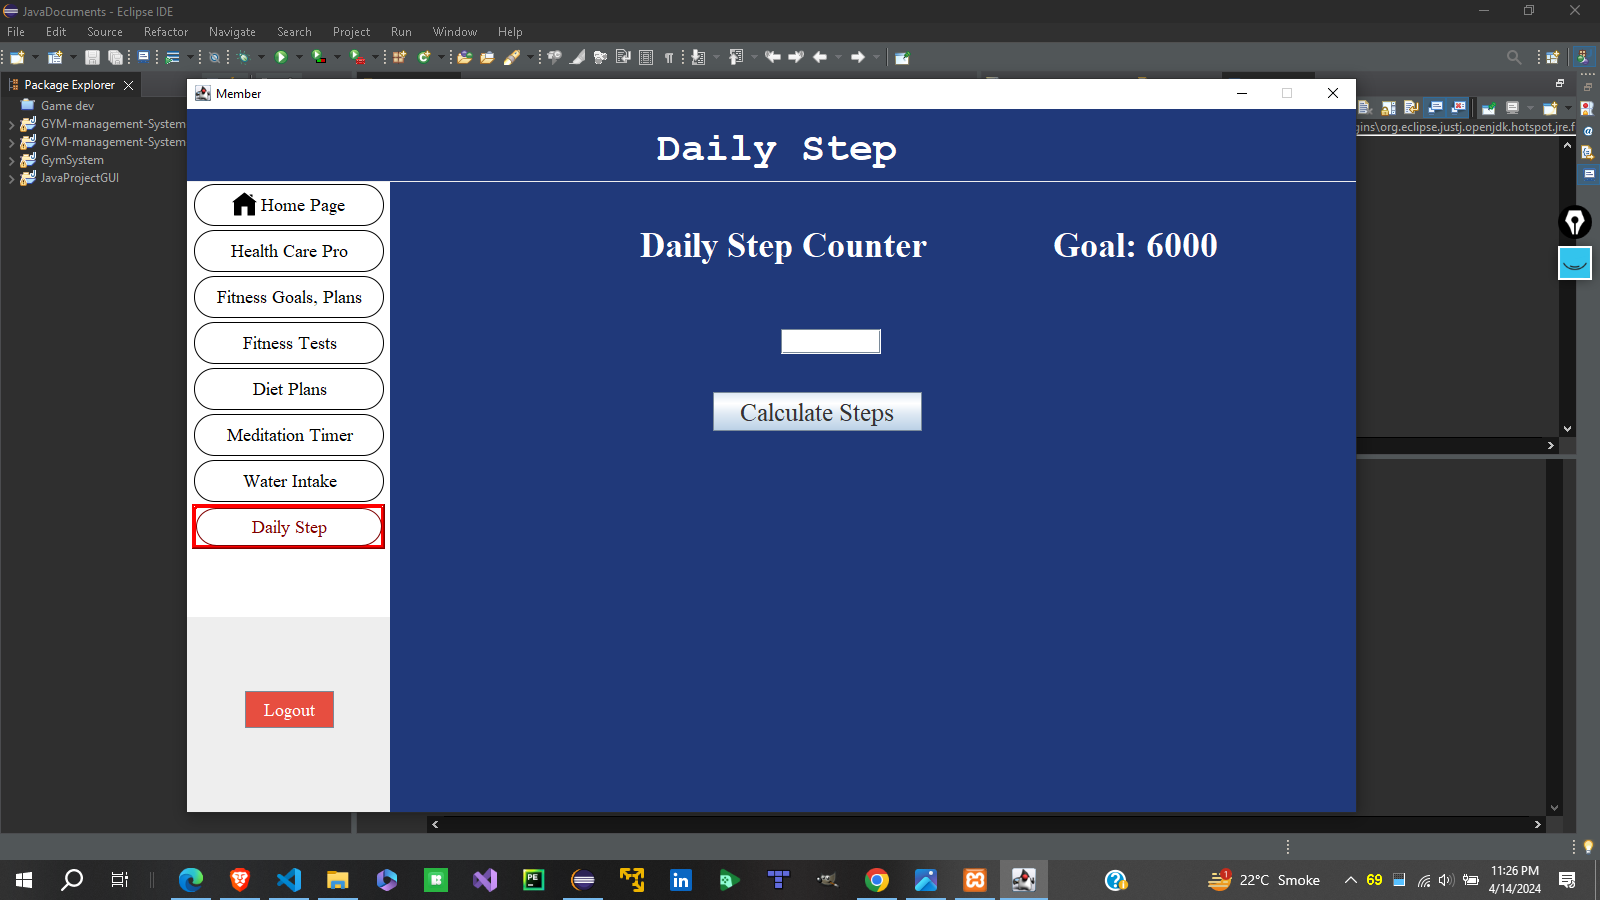 JavaDocuments - Eclipse IDE
File Edit Source Refactor Navigate Search Project Run Window Help
Package Explorer
Game dev
GYM-management-System
GYM-management-System
GymSystem
JavaProjectGUI
Member
gins\org.eclipse.justj.openjdk.hotspot.jre.f
Daily Step
Home Page
Health Care Pro
Fitness Goals, Plans
Fitness Tests
Diet Plans
Meditation Timer
Water Intake
Daily Step
Logout
Daily Step Counter
Goal: 6000
Calculate Steps
22°C Smoke
69
11:26 PM
4/14/2024